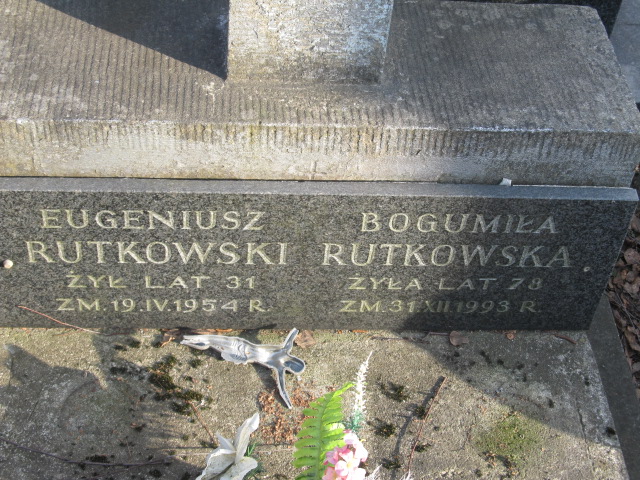 EUGENIUSZ
RUTKOWSKI
ŻYŁ LAT 31
ZM. 19.IV.1954 R.
BOGUMIŁA
RUTKOWSKA
ŻYŁA LAT 78
ZM. 31.XII.1993 R.